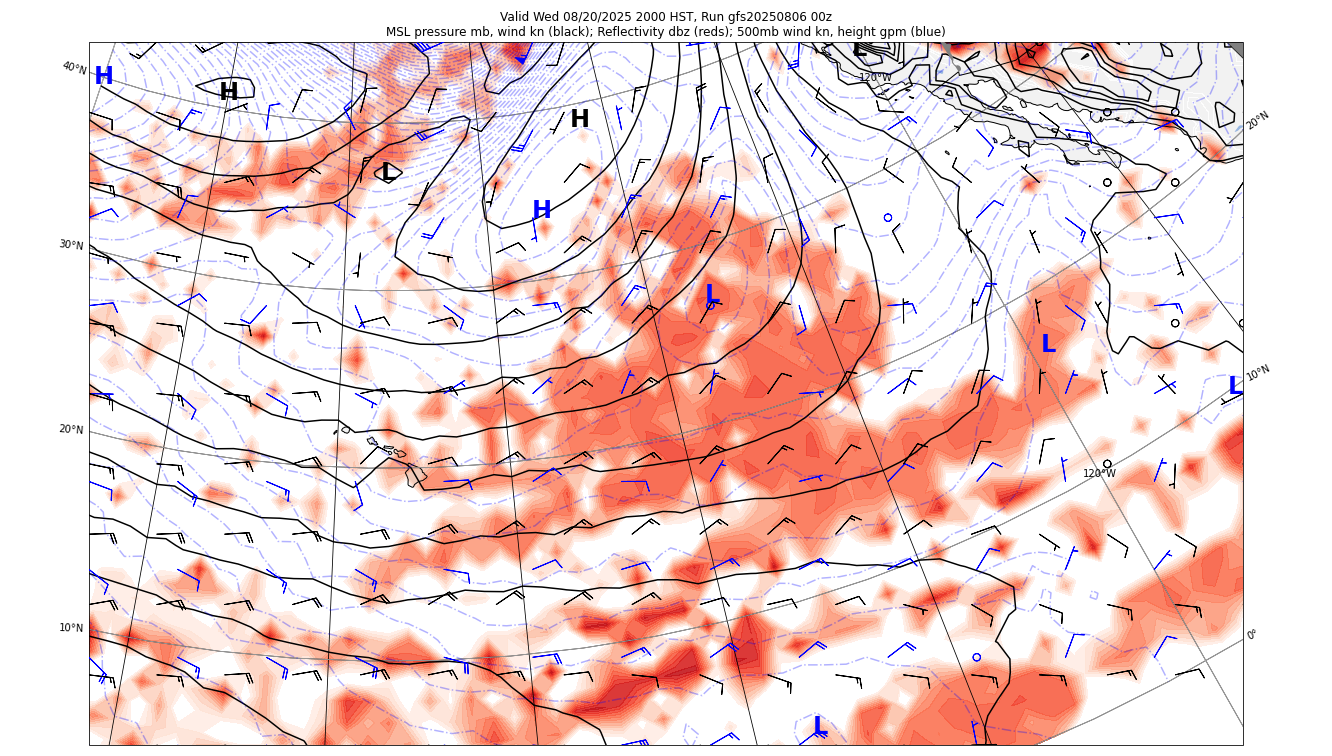 Valid Wed 08/20/2025 2000 HST, Run gfs20250806 00z
MSL pressure mb, wind kn (black); Reflectivity dbz (reds); 500mb wind kn, height gpm (blue)
L
40°N
H
120°W
H
H
20°N
L
H
30°N
L
L
10°N
L
20°N
120°W
10°N
0°
L